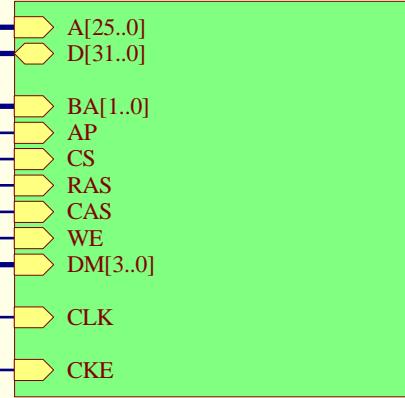 A[25..0]
D[31..0]
BA[1..0]
AP
CS
RAS
CAS
WE
DM[3..0]
CLK
CKE